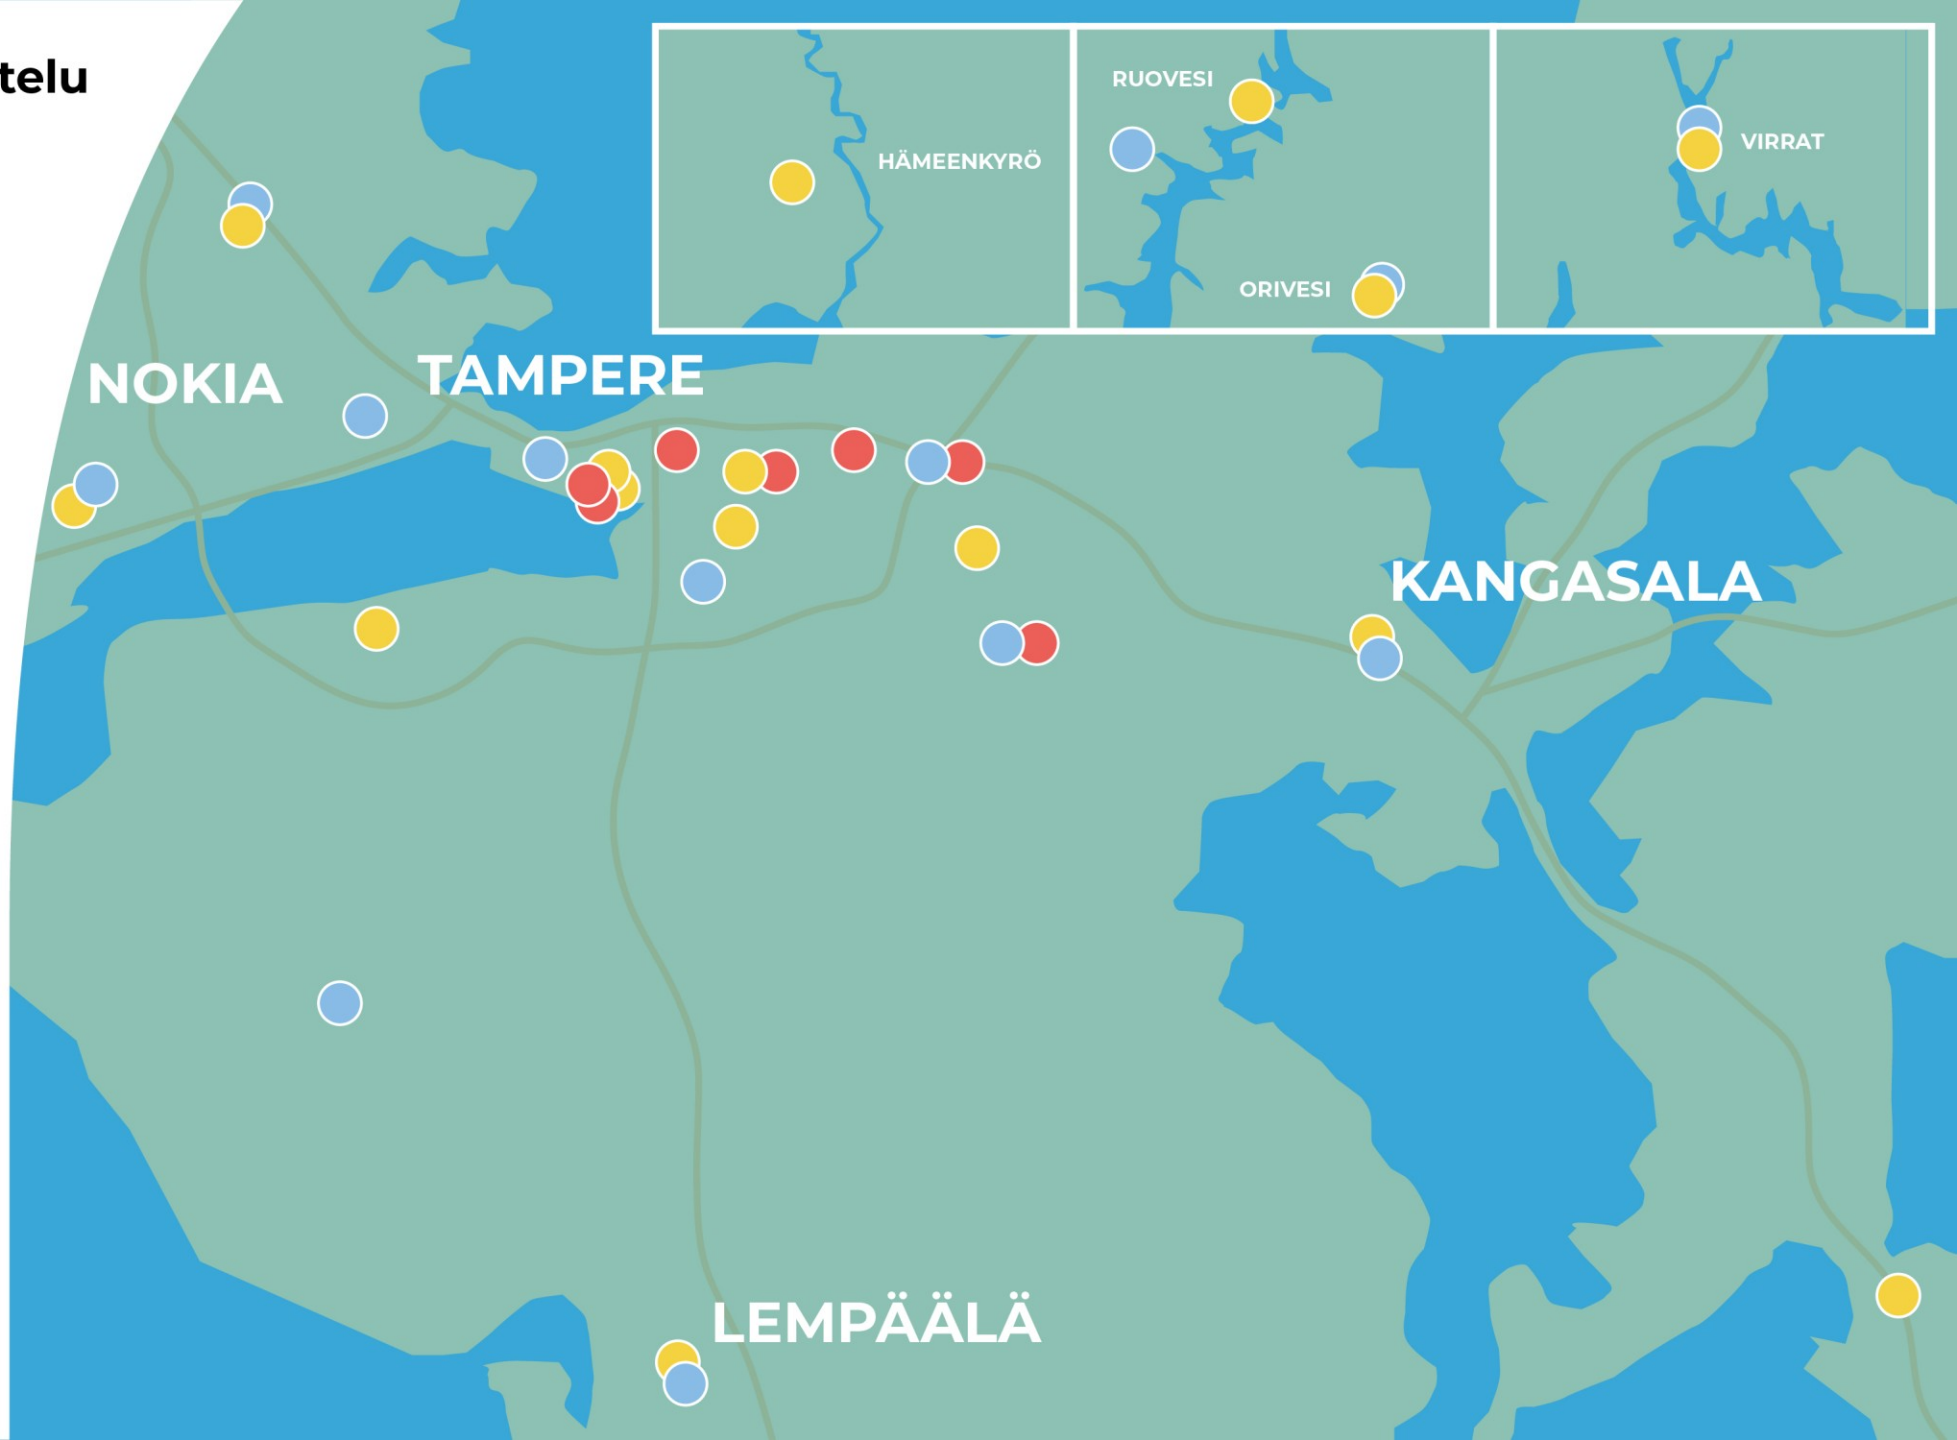 telu
RUOVESI
HÄMEENKYRÖ
VIRRAT
ORIVESI
NOKIA
TAMPERE
KANGASALA
LEMPÄÄLÄ